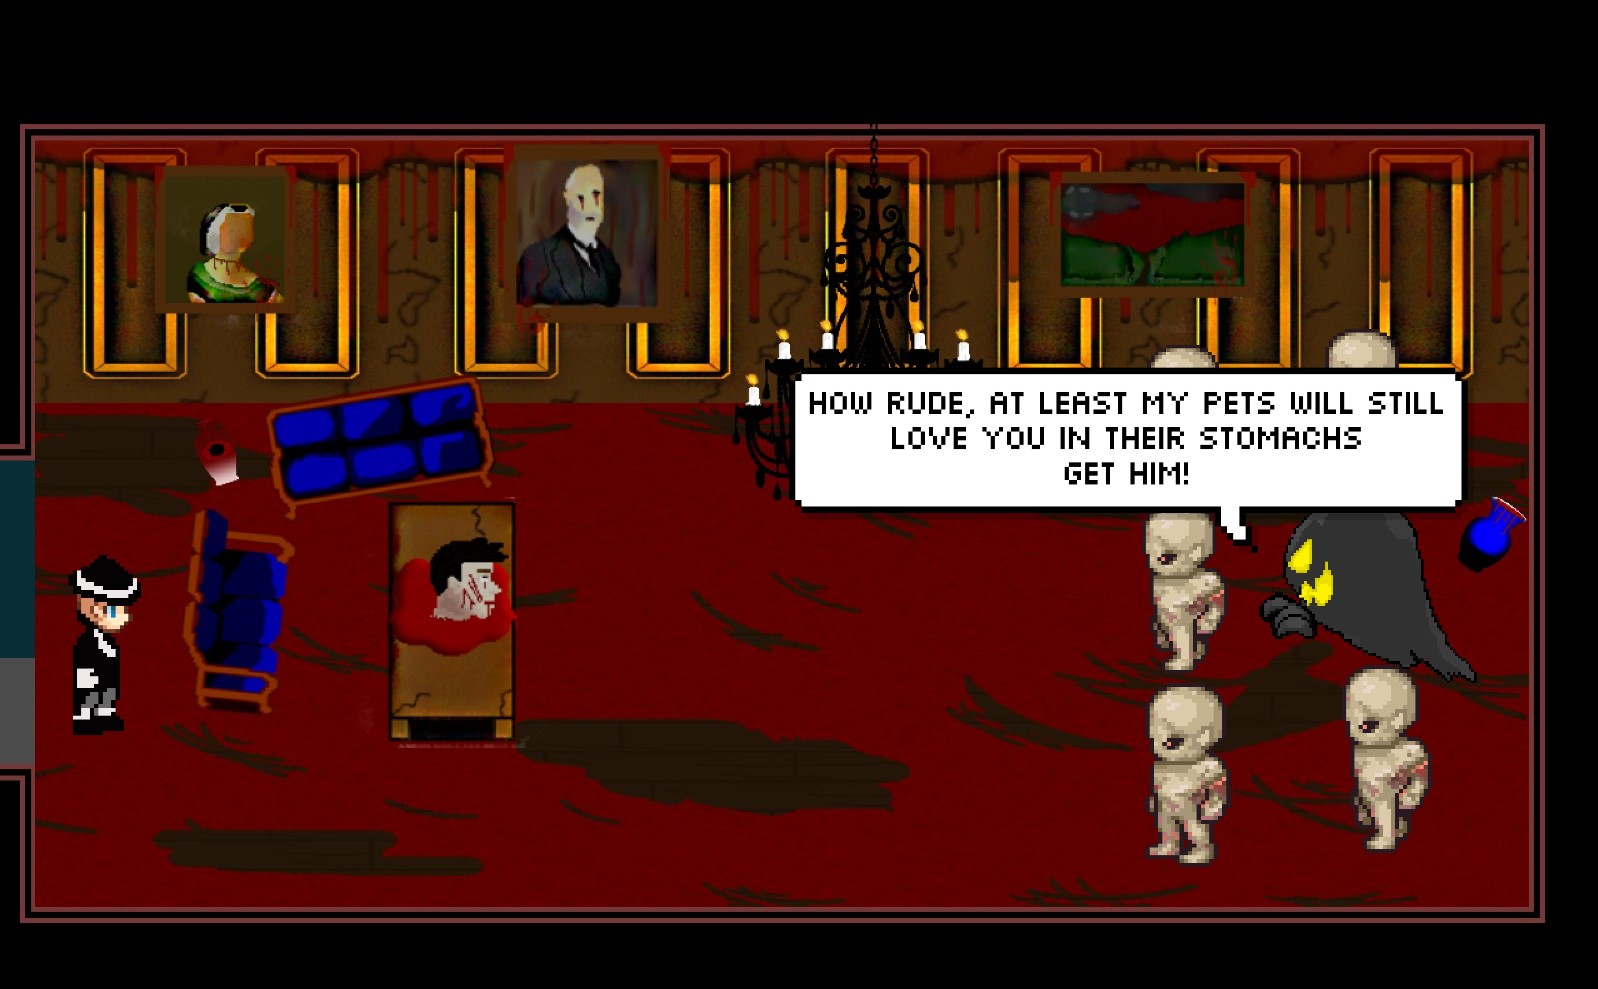 HOW RUDE, AT LEAST MY PETS WILL STILL
LOVE YOU IN THEIR STOMACHS
GET HIM!